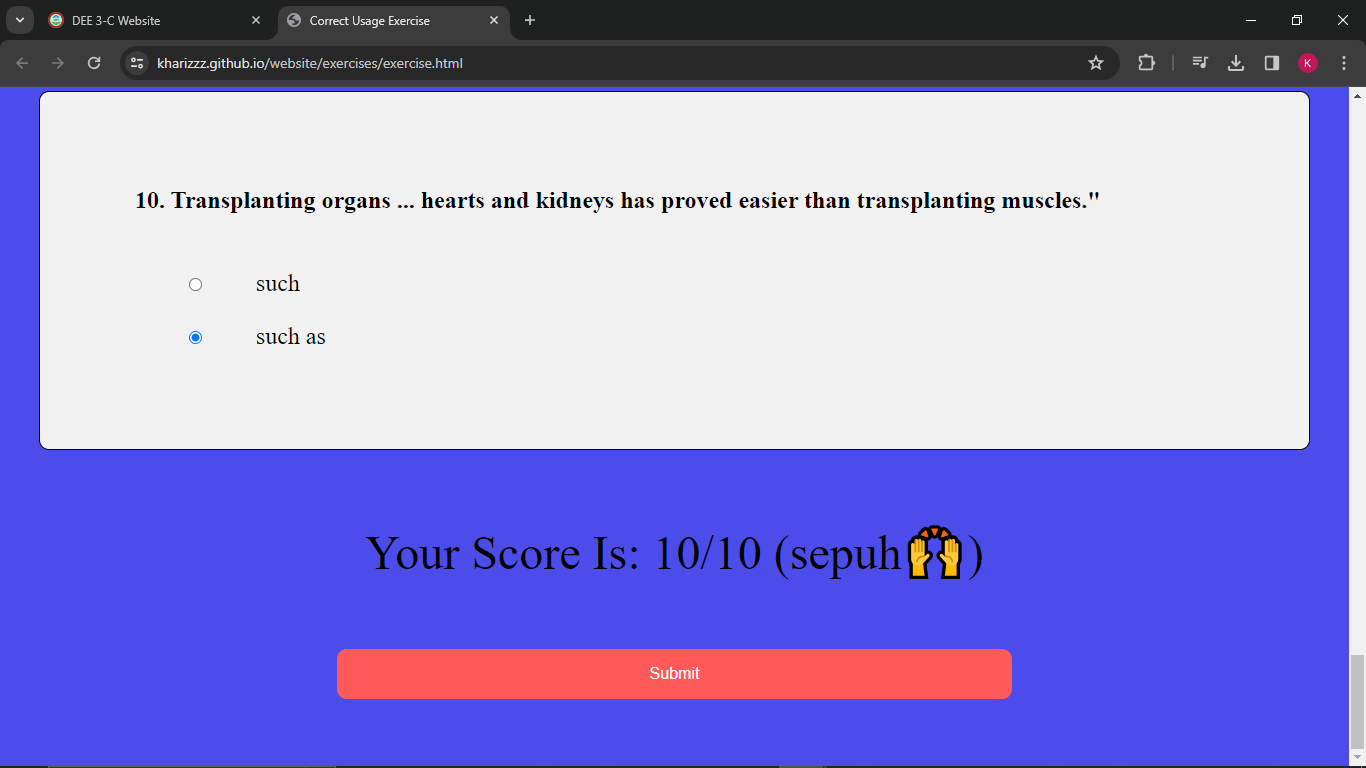 DEE 3-C Website
Correct Usage Exercise
kharizzz.github.io/website/exercises/exercise.html
K
10. Transplanting organs ... hearts and kidneys has proved easier than transplanting muscles."
such
such as
Your Score Is: 10/10 (sepuh🙌)
Submit